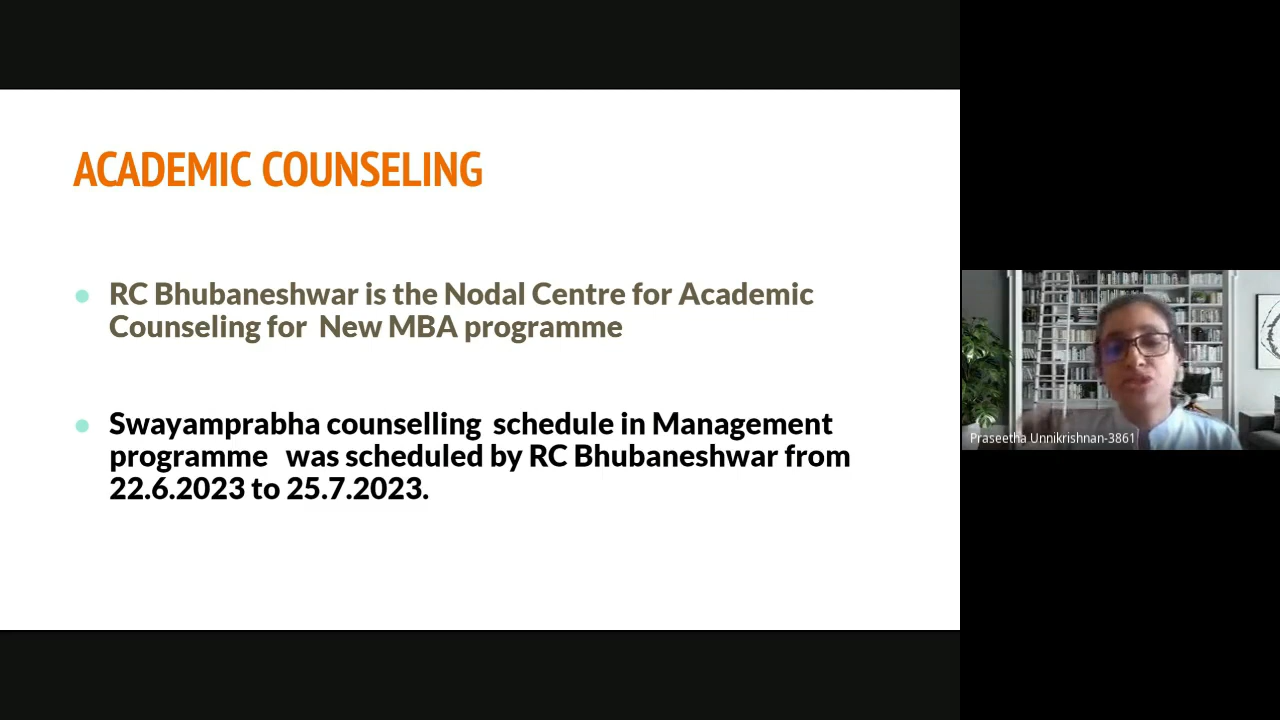 ACADEMIC COUNSELING
RC Bhubaneshwar is the Nodal Centre for Academic
Counseling for New MBA programme
Swayamprabha counselling schedule in Management
programme was scheduled by RC Bhubaneshwar from
22.6.2023 to 25.7.2023.
Praseetha Unnikrishnan-3861